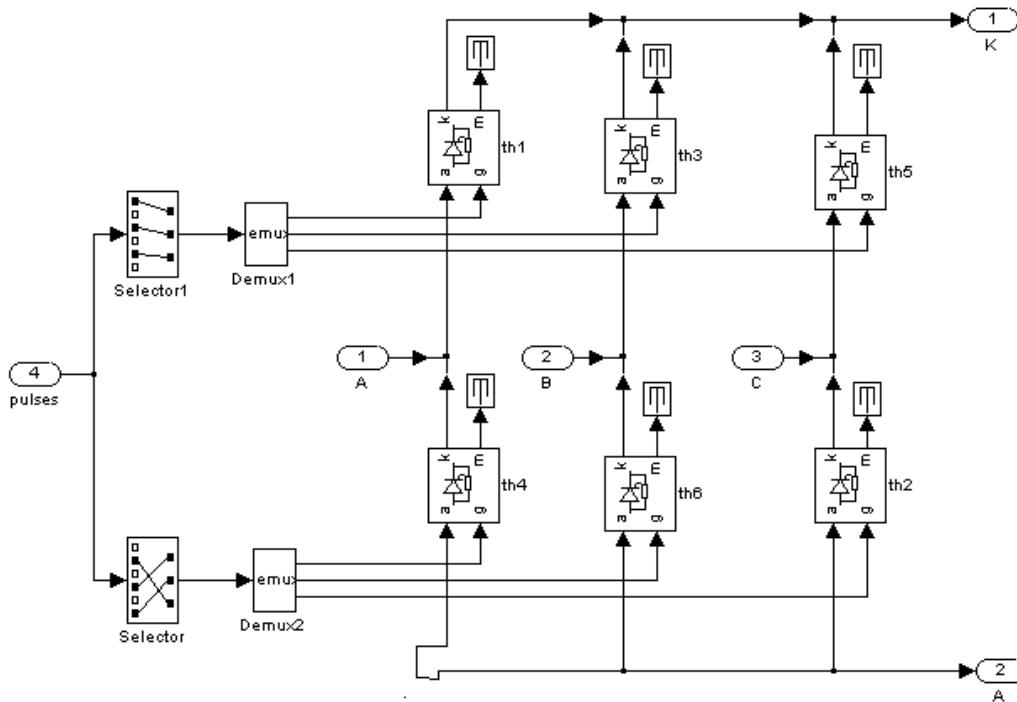 1
K
k
m
th1
a
g
k
m
th3
a
g
k
m
th5
a
g
emux
Selector1
Demux1
1
A
2
B
3
C
4
pulses
k
m
th4
a
g
k
m
th6
a
g
k
m
th2
a
g
emux
Selector
Demux2
2
A